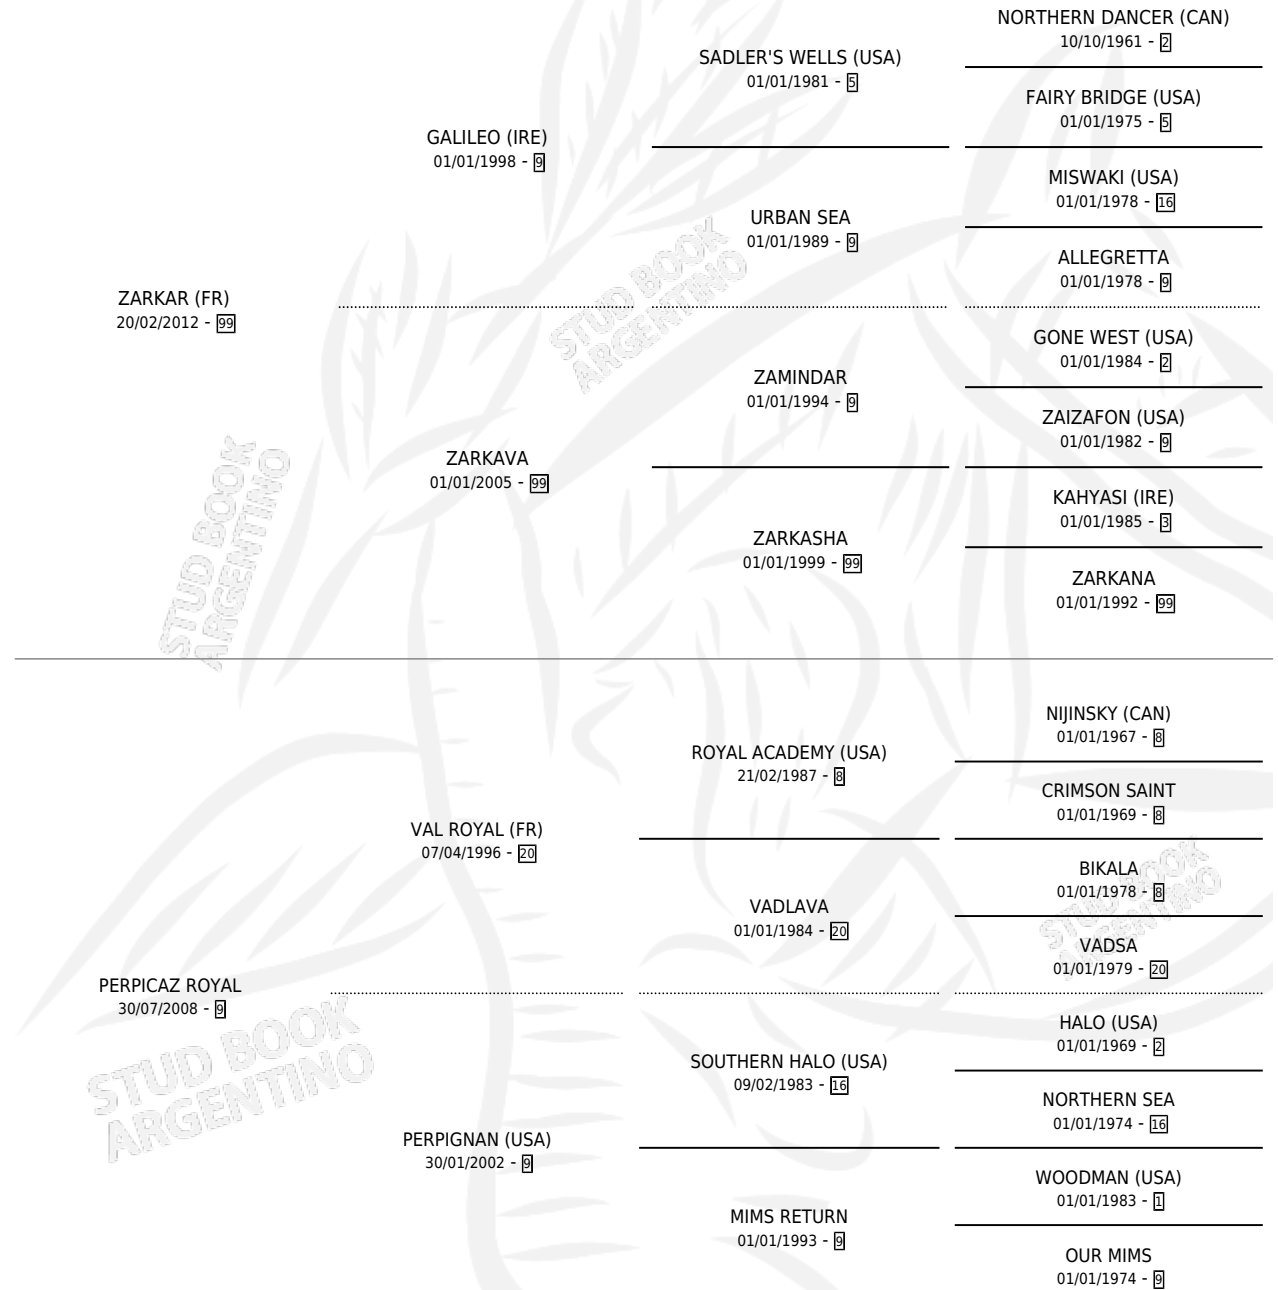 NORTHERN DANCER (CAN)
10/10/1961 - 2
SADLER'S WELLS (USA)
01/01/1981 - 5
FAIRY BRIDGE (USA)
01/01/1975 - 5
GALILEO (IRE)
01/01/1998 - 9
MISWAKI (USA)
01/01/1978 - 16
URBAN SEA
01/01/1989 - 9
ALLEGRETTA
01/01/1978 - 9
ZARKAR (FR)
20/02/2012 - 99
GONE WEST (USA)
01/01/1984 - 2
ZAMINDAR
01/01/1994 - 9
ZAIZAFON (USA)
01/01/1982 - 9
ZARKAVA
01/01/2005 - 99
KAHYASI (IRE)
01/01/1985 - 3
ZARKASHA
01/01/1999 - 99
ZARKANA
01/01/1992 - 99
NIJINSKY (CAN)
01/01/1967 - 8
ROYAL ACADEMY (USA)
21/02/1987 - 8
CRIMSON SAINT
01/01/1969 - 8
VAL ROYAL (FR)
07/04/1996 - 20
BIKALA
01/01/1978 - 8
VADLAVA
01/01/1984 - 20
VADSA
01/01/1979 - 20
PERPICAZ ROYAL
30/07/2008 - 9
HALO (USA)
01/01/1969 - 2
SOUTHERN HALO (USA)
09/02/1983 - 16
NORTHERN SEA
01/01/1974 - 16
PERPIGNAN (USA)
30/01/2002 - 9
WOODMAN (USA)
01/01/1983 - 1
MIMS RETURN
01/01/1993 - 9
OUR MIMS
01/01/1974 - 9
STUD BOOK
ARGENTINO
STUD BOOK
ARGENTINO
STUD BOOK
ARGENTINO
STUD BOOK
ARGENTINO